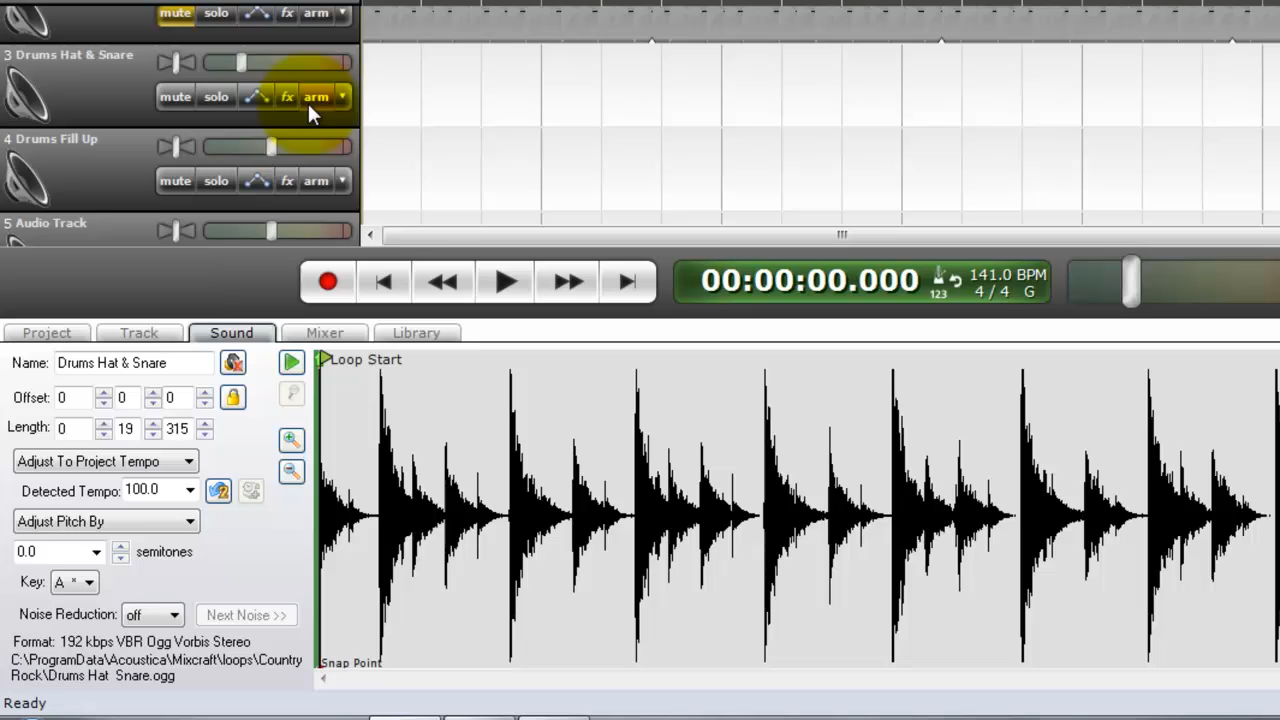 mute solo fx arm
3 Drums Hat & Snare
mute solo fx arm
4 Drums Fill Up
mute solo fx arm
5 Audio Track
00:00:00.000
123
141.0 BPM
4 / 4 G
Project Track Sound Mixer Library
Name: Drums Hat & Snare
Loop Start
Offset: 0 0 0
Length: 0 19 315
Adjust To Project Tempo
Detected Tempo: 100.0
Adjust Pitch By
0.0 semitones
Key: A *
Noise Reduction: off Next Noise >>
Format: 192 kbps VBR Ogg Vorbis Stereo
C:\ProgramData\Acoustica\Mixcraft\loops\Country
Rock\Drums Hat  Snare.ogg
Snap Point
Ready